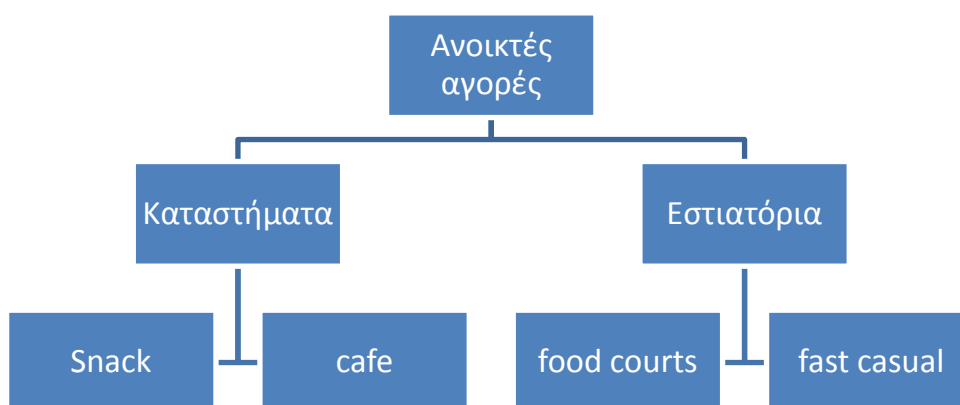 Ανοικτές
αγορές
Καταστήματα
Εστιατόρια
Snack
cafe
food courts
fast casual